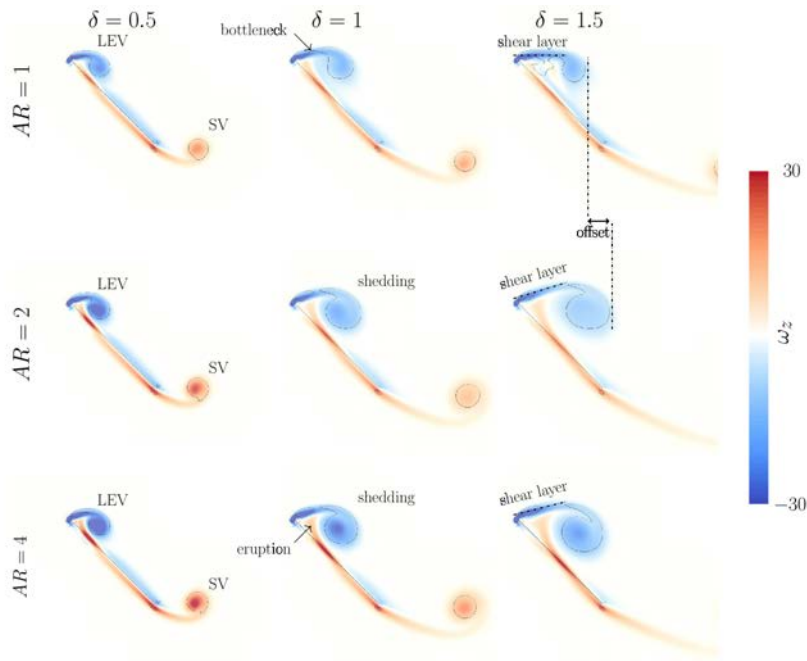 δ = 0.5
δ = 1
δ = 1.5
AR = 1
LEV
SV
bottleneck
shear layer
offset
AR = 2
LEV
SV
shedding
shear layer
AR = 4
LEV
SV
shedding
eruption
shear layer
30
ω_z
−30